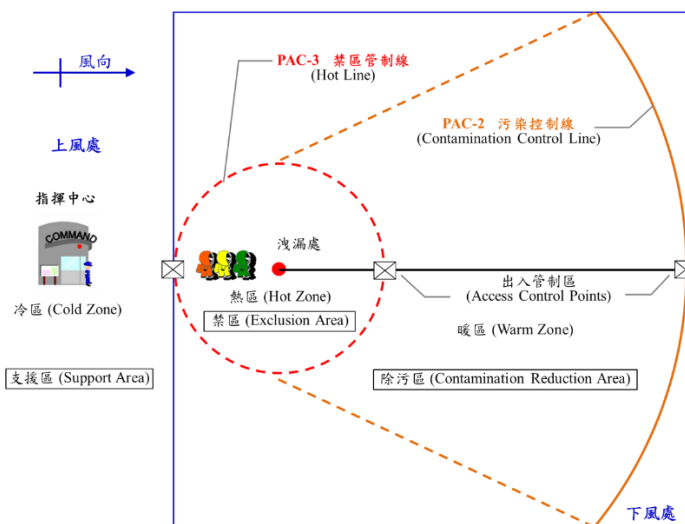 風向
PAC-3 禁區管制線
(Hot Line)
PAC-2 污染控制線
(Contamination Control Line)
上風處
指揮中心
COMMAND
洩漏處
出入管制區
(Access Control Points)
冷區 (Cold Zone)
熱區 (Hot Zone)
禁區 (Exclusion Area)
暖區 (Warm Zone)
支援區 (Support Area)
除污區 (Contamination Reduction Area)
下風處